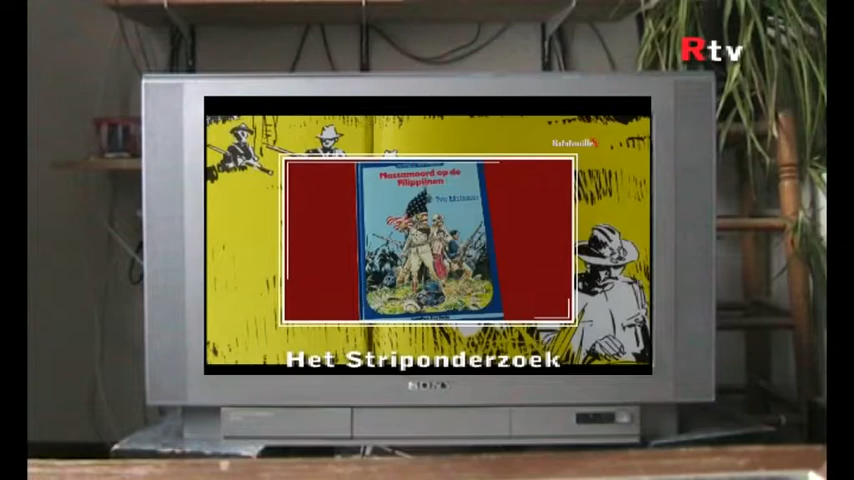 Rtv
Massamoord op de
Filippijnen
Het Striponderzoek
SONY